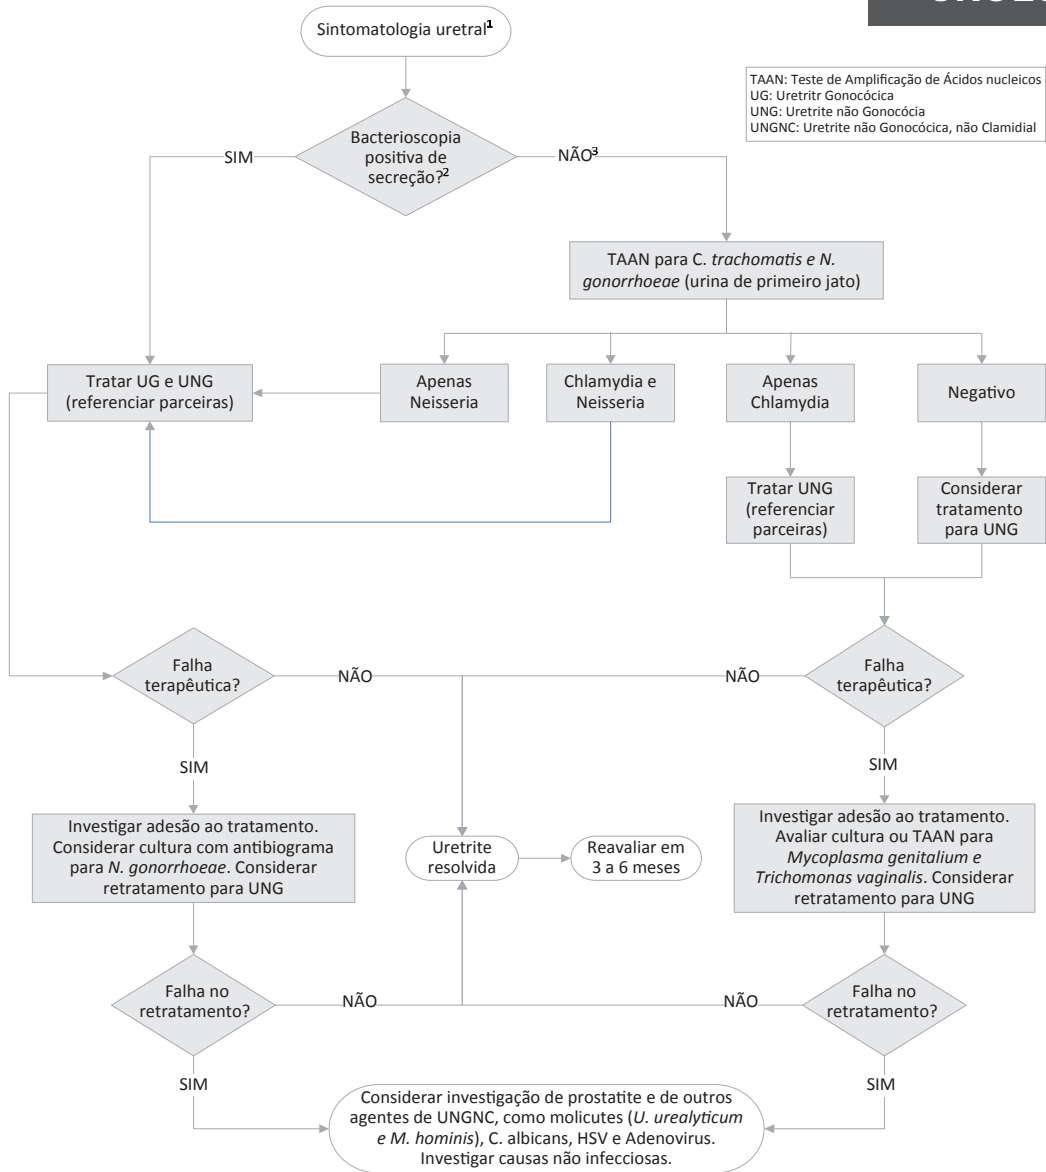 Sintomatologia uretral¹
TAAN: Teste de Amplificação de Ácidos nucleicos
UG: Uretritr Gonocócica
UNG: Uretrite não Gonocócia
UNGNC: Uretrite não Gonocócica, não Clamidial
Bacterioscopia
positiva de
secreção?²
SIM
NÃO³
TAAN para C. trachomatis e N.
gonorrhoeae (urina de primeiro jato)
Tratar UG e UNG
(referenciar parceiras)
Apenas
Neisseria
Chlamydia e
Neisseria
Apenas
Chlamydia
Negativo
Tratar UNG
(referenciar
parceiras)
Considerar
tratamento
para UNG
Falha
terapêutica?
NÃO
NÃO
Falha
terapêutica?
SIM
SIM
Investigar adesão ao tratamento.
Considerar cultura com antibiograma
para N. gonorrhoeae. Considerar
retratamento para UNG
Uretrite
resolvida
Reavaliar em
3 a 6 meses
Investigar adesão ao tratamento.
Avaliar cultura ou TAAN para
Mycoplasma genitalium e
Trichomonas vaginalis. Considerar
retratamento para UNG
Falha no
retratamento?
NÃO
NÃO
Falha no
retratamento?
SIM
SIM
Considerar investigação de prostatite e de outros
agentes de UNGNC, como molicutes (U. urealyticum
e M. hominis), C. albicans, HSV e Adenovirus.
Investigar causas não infecciosas.